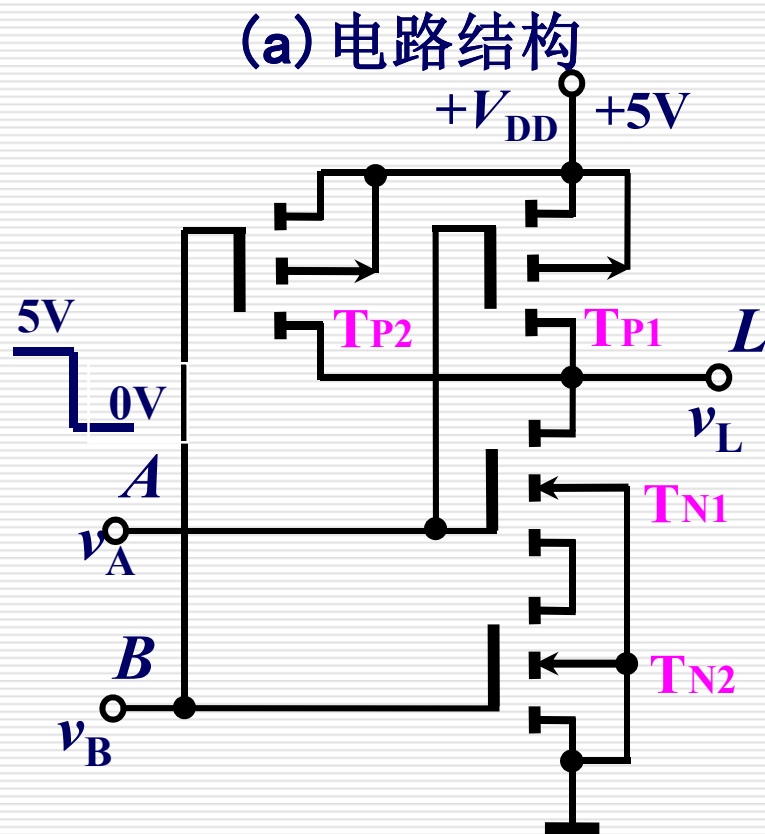 (a)电路结构
+VDD +5V
TP2 TP1 L
5V
0V
vL
A
TN1
vA
B
TN2
vB